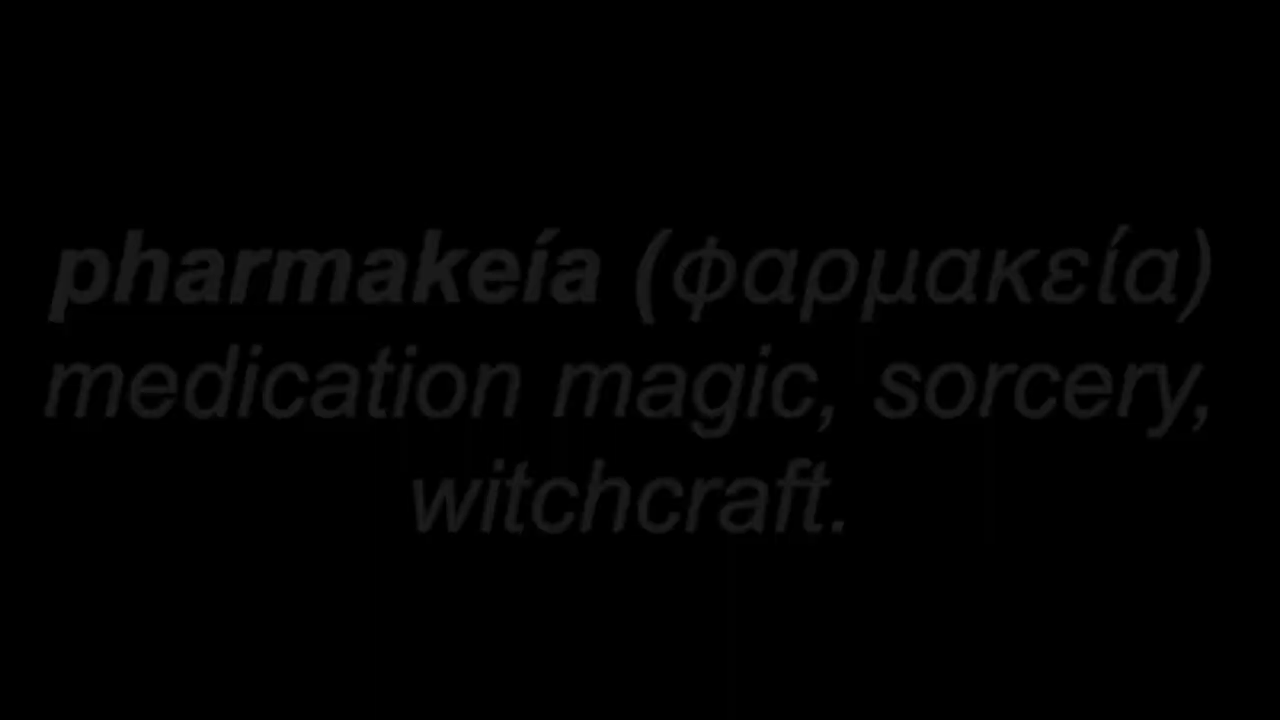 pharmakeía (φαρμακεία)
medication magic, sorcery,
witchcraft.